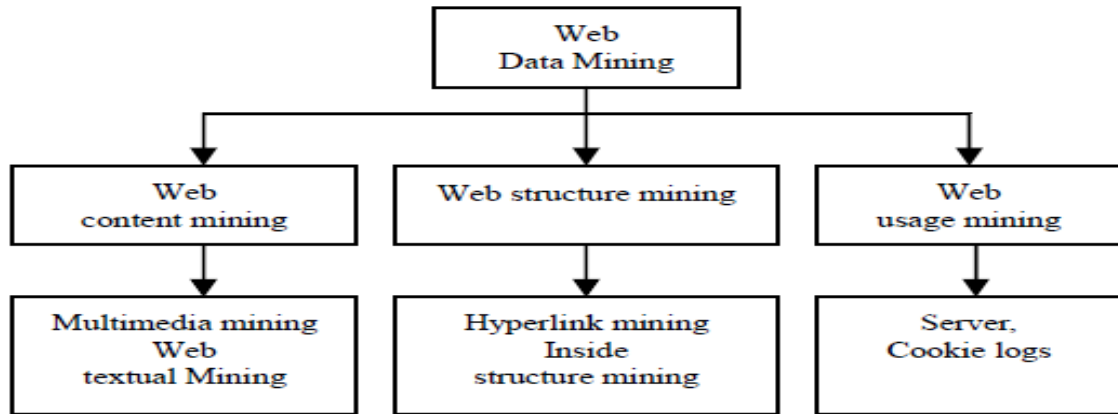 Web
Data Mining
Web
content mining
Web structure mining
Web
usage mining
Multimedia mining
Web
textual Mining
Hyperlink mining
Inside
structure mining
Server,
Cookie logs